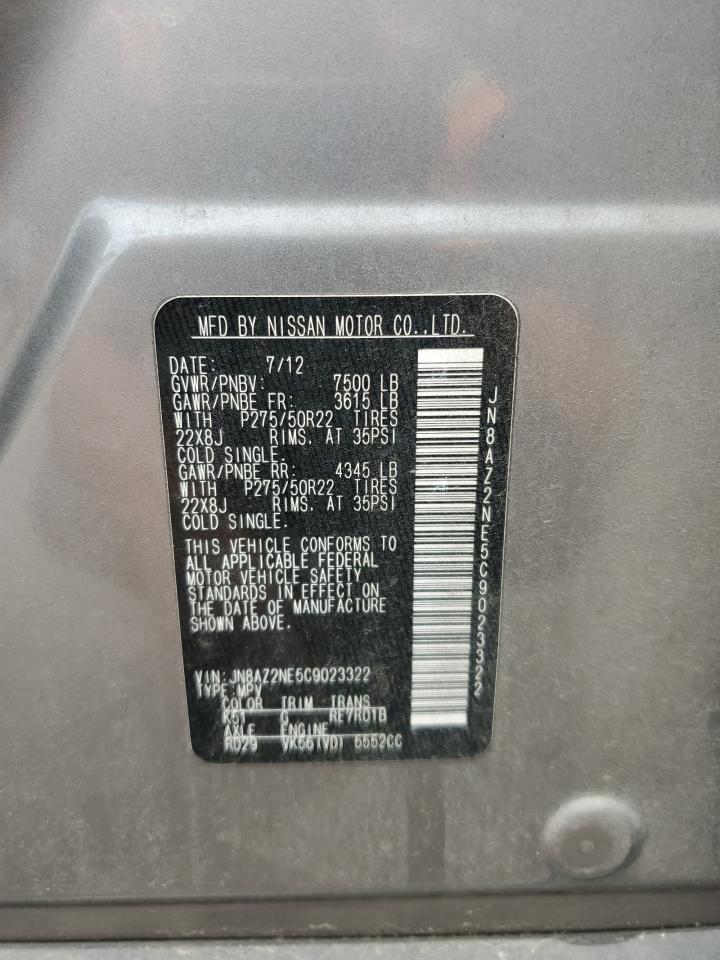 MFD BY NISSAN MOTOR CO.,LTD.
DATE: 7/12
GVWR/PNBV: 7500 LB
GAWR/PNBE FR: 3615 LB
WITH P275/50R22 TIRES
22X8J RIMS. AT 35PSI
COLD SINGLE.
GAWR/PNBE RR: 4345 LB
WITH P275/50R22 TIRES
22X8J RIMS. AT 35PSI
COLD SINGLE.
THIS VEHICLE CONFORMS TO
ALL APPLICABLE FEDERAL
MOTOR VEHICLE SAFETY
STANDARDS IN EFFECT ON
THE DATE OF MANUFACTURE
SHOWN ABOVE.
VIN:JN8AZ2NE5C9023322
TYPE:MPV
COLOR TRIM TRANS
K51 G RE7R01B
AXLE ENGINE
RD29 VK56(VD) 5552CC
JN8AZ2NE5C9023322